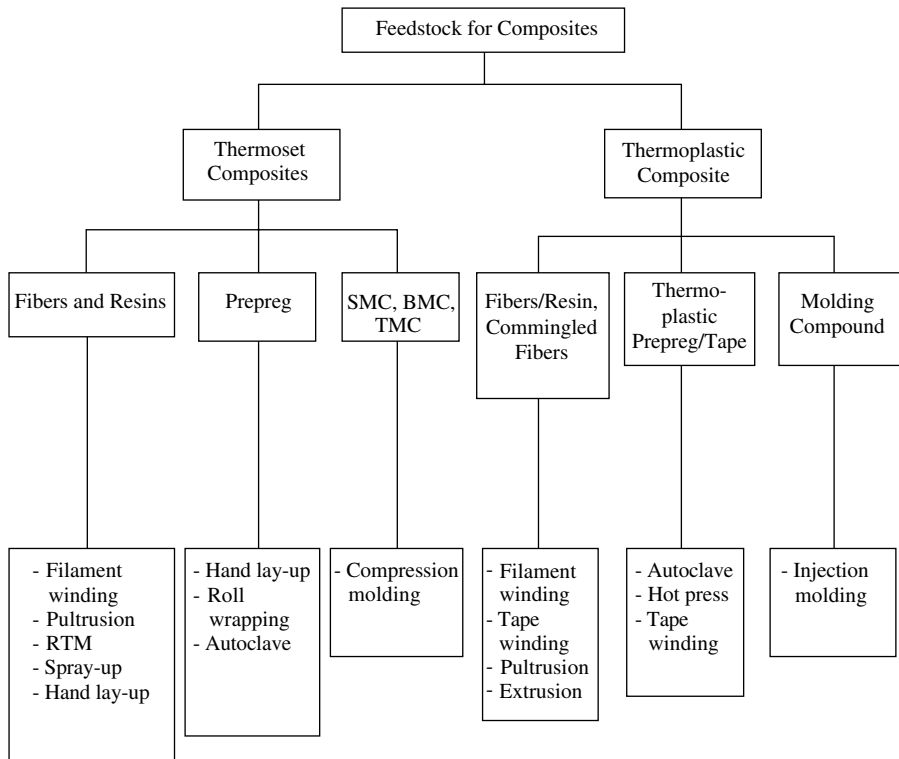 Feedstock for Composites
Thermoset
Composites
Thermoplastic
Composite
Fibers and Resins
Prepreg
SMC, BMC,
TMC
Fibers/Resin,
Commingled
Fibers
Thermo-
plastic
Prepreg/Tape
Molding
Compound
- Filament
winding
- Pultrusion
- RTM
- Spray-up
- Hand lay-up
- Hand lay-up
- Roll
wrapping
- Autoclave
- Compression
molding
- Filament
winding
- Tape
winding
- Pultrusion
- Extrusion
- Autoclave
- Hot press
- Tape
winding
- Injection
molding